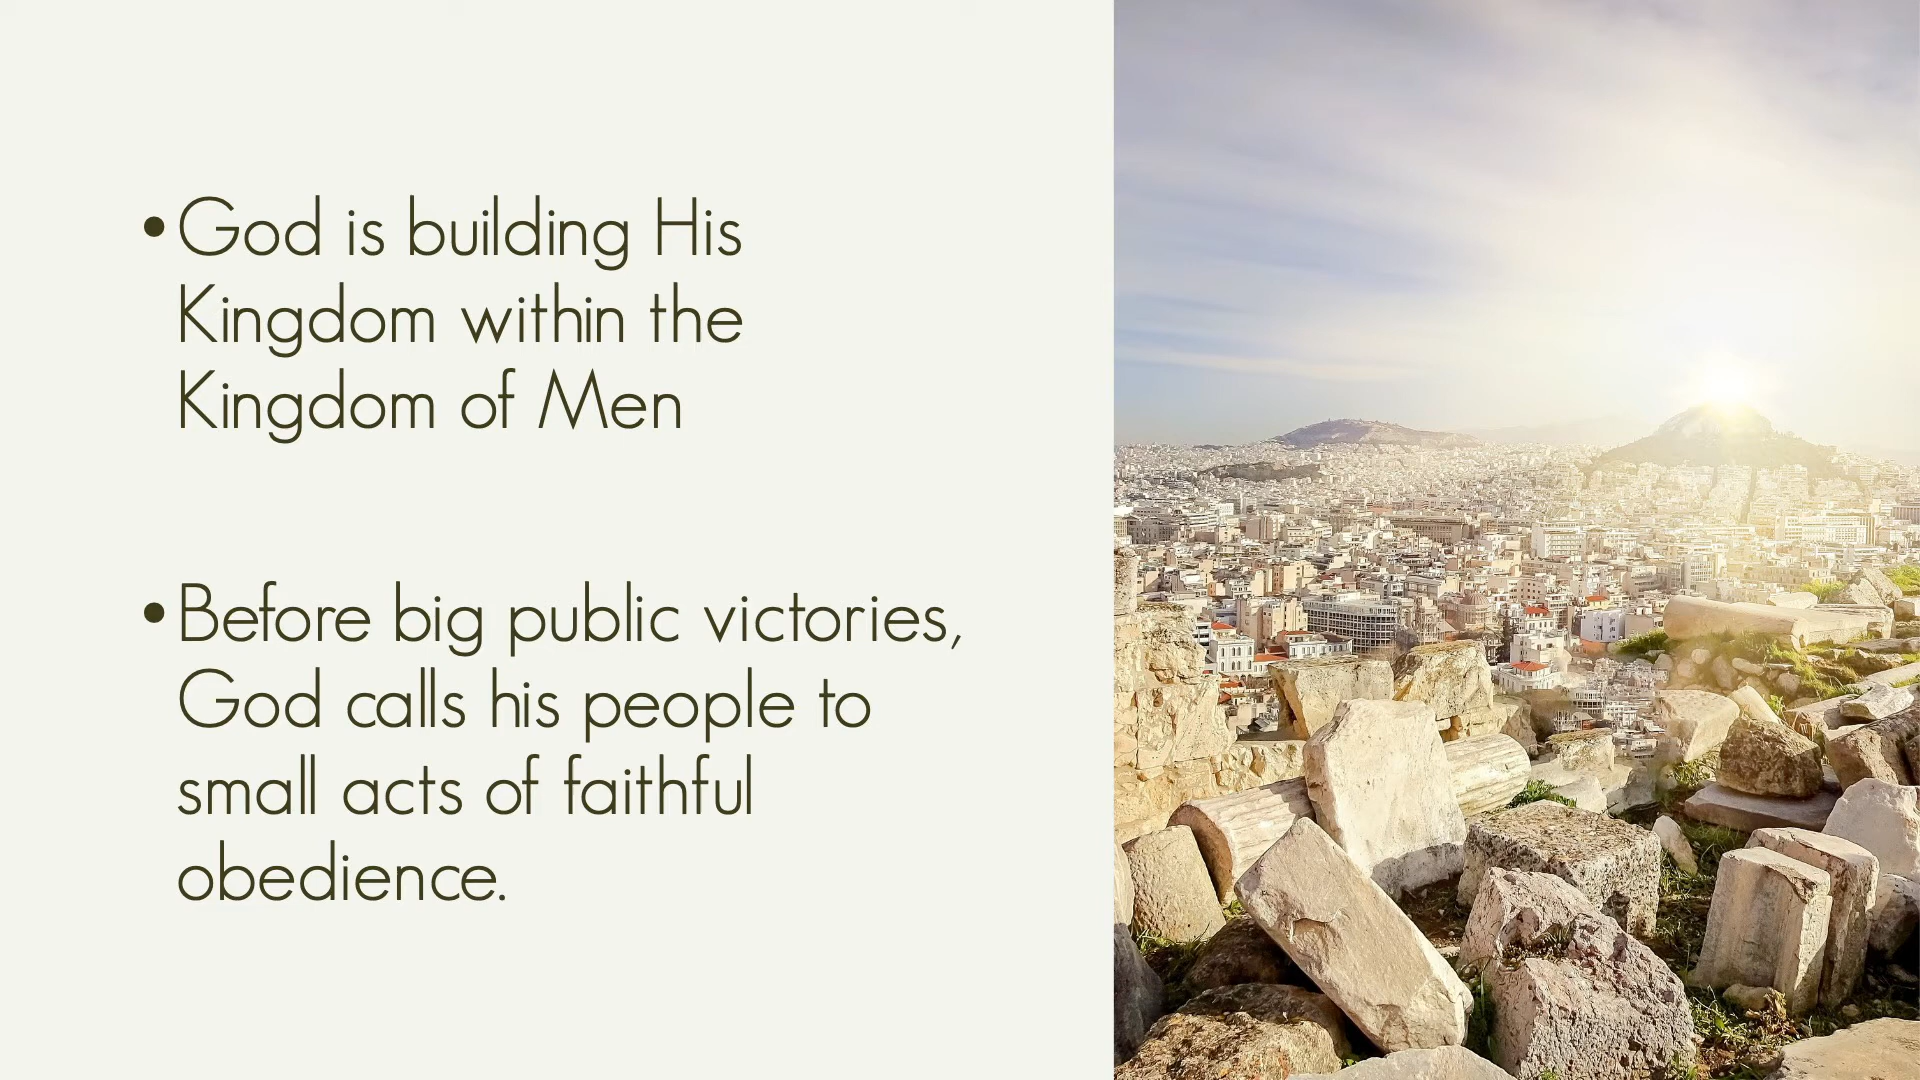 •God is building His
Kingdom within the
Kingdom of Men
•Before big public victories,
God calls his people to
small acts of faithful
obedience.